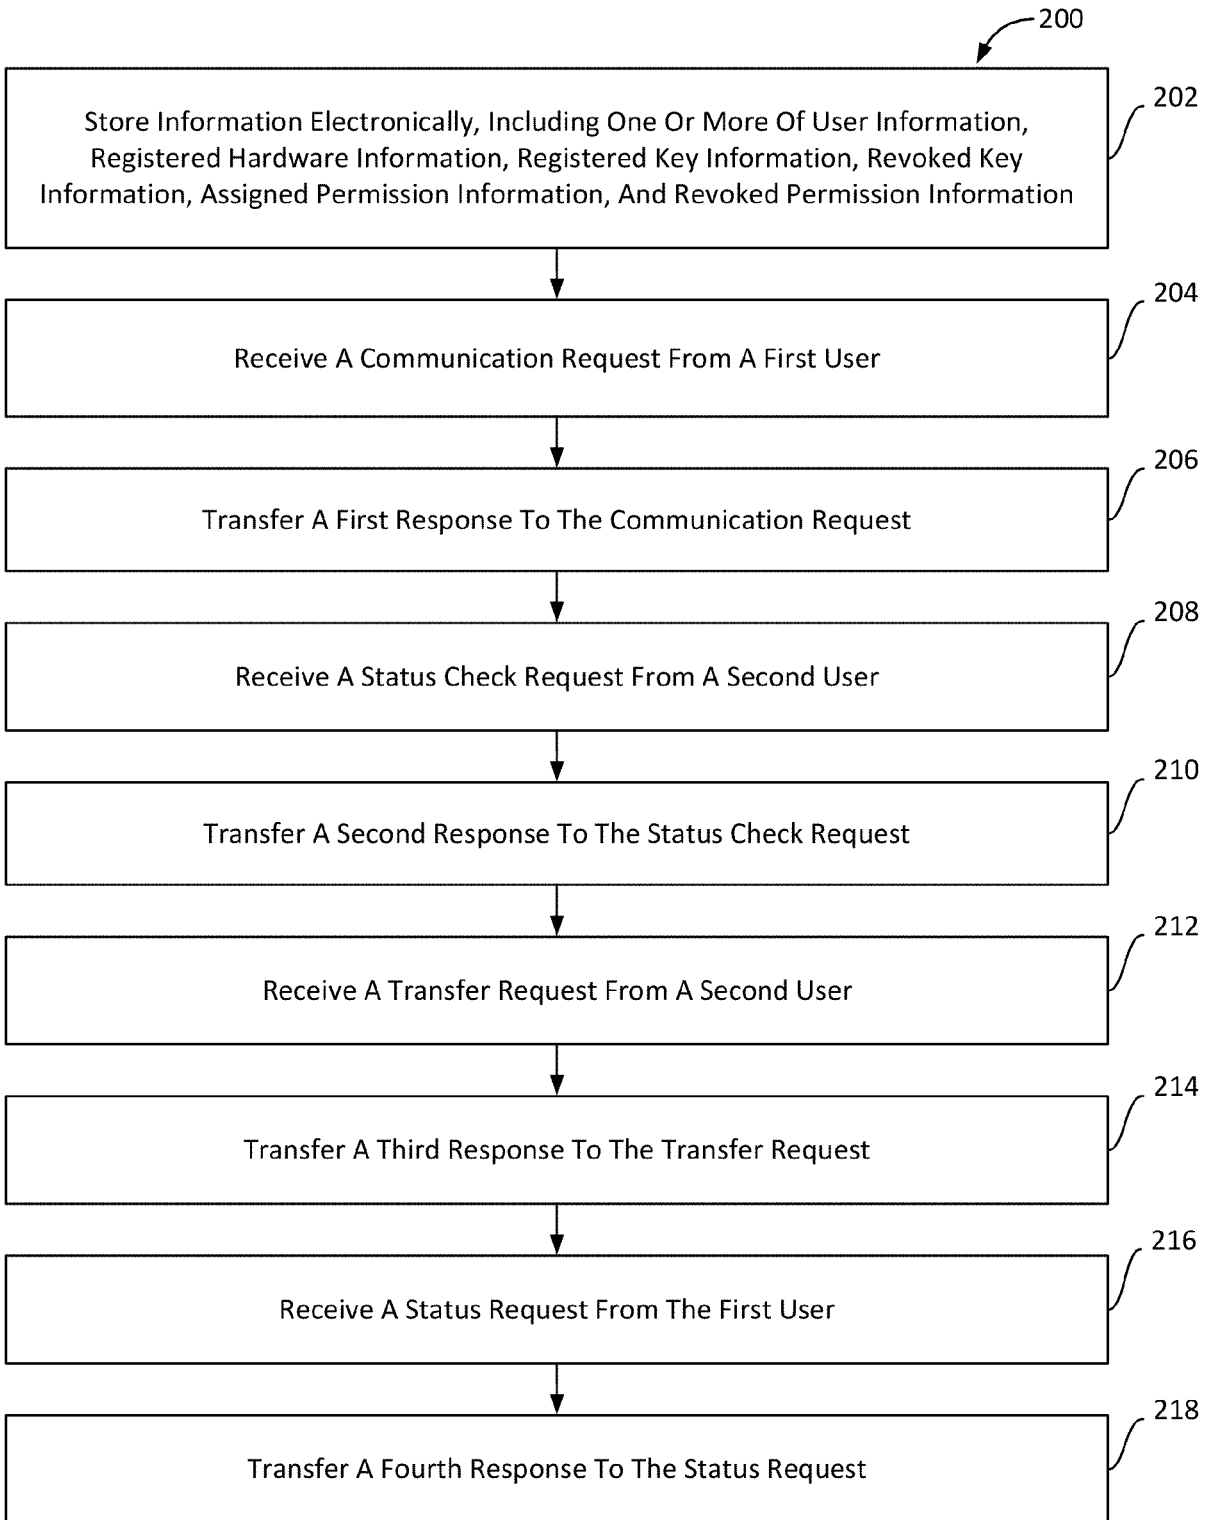 200
202
Store Information Electronically, Including One Or More Of User Information,
Registered Hardware Information, Registered Key Information, Revoked Key
Information, Assigned Permission Information, And Revoked Permission Information
204
Receive A Communication Request From A First User
206
Transfer A First Response To The Communication Request
208
Receive A Status Check Request From A Second User
210
Transfer A Second Response To The Status Check Request
212
Receive A Transfer Request From A Second User
214
Transfer A Third Response To The Transfer Request
216
Receive A Status Request From The First User
218
Transfer A Fourth Response To The Status Request